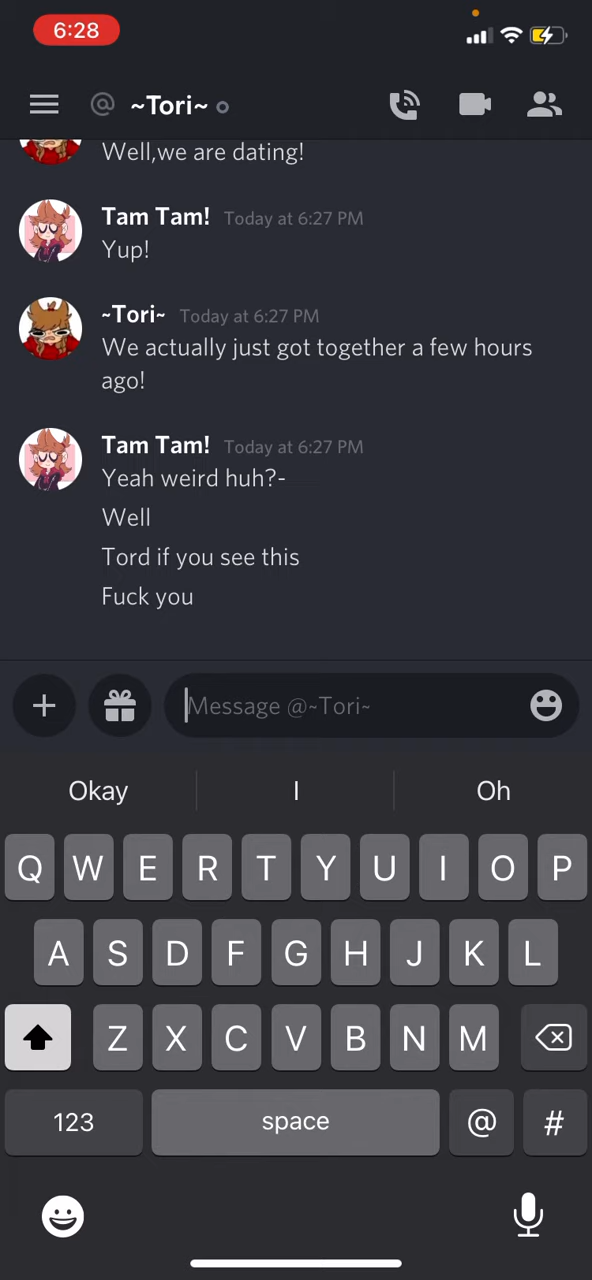 6:28
@ ~Tori~
Well,we are dating!
Tam Tam! Today at 6:27 PM
Yup!
~Tori~ Today at 6:27 PM
We actually just got together a few hours
ago!
Tam Tam! Today at 6:27 PM
Yeah weird huh?-
Well
Tord if you see this
Fuck you
Message @~Tori~
Okay I Oh
Q W E R T Y U I O P
A S D F G H J K L
Z X C V B N M
123 space @ #